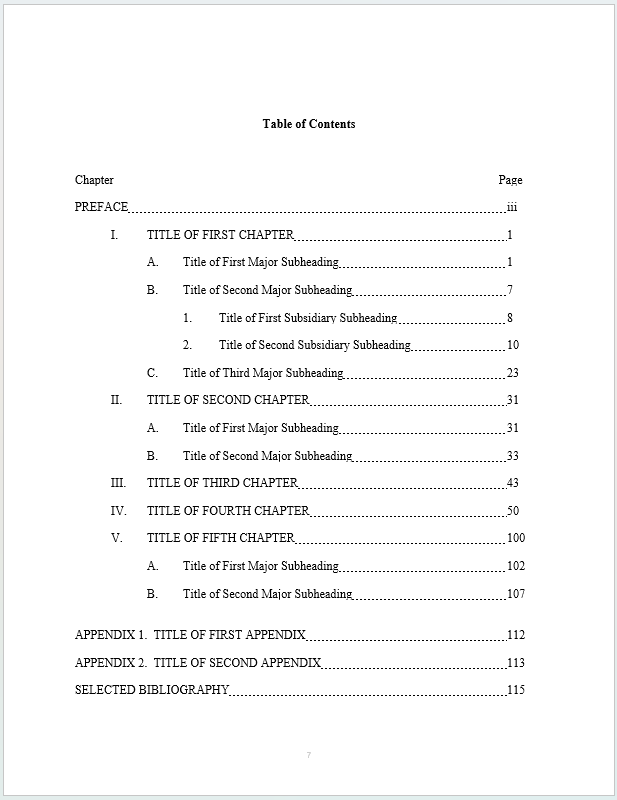 Table of Contents
Chapter Page
PREFACE iii
I. TITLE OF FIRST CHAPTER 1
A. Title of First Major Subheading 1
B. Title of Second Major Subheading 7
1. Title of First Subsidiary Subheading 8
2. Title of Second Subsidiary Subheading 10
C. Title of Third Major Subheading 23
II. TITLE OF SECOND CHAPTER 31
A. Title of First Major Subheading 31
B. Title of Second Major Subheading 33
III. TITLE OF THIRD CHAPTER 43
IV. TITLE OF FOURTH CHAPTER 50
V. TITLE OF FIFTH CHAPTER 100
A. Title of First Major Subheading 102
B. Title of Second Major Subheading 107
APPENDIX 1. TITLE OF FIRST APPENDIX 112
APPENDIX 2. TITLE OF SECOND APPENDIX 113
SELECTED BIBLIOGRAPHY 115
7